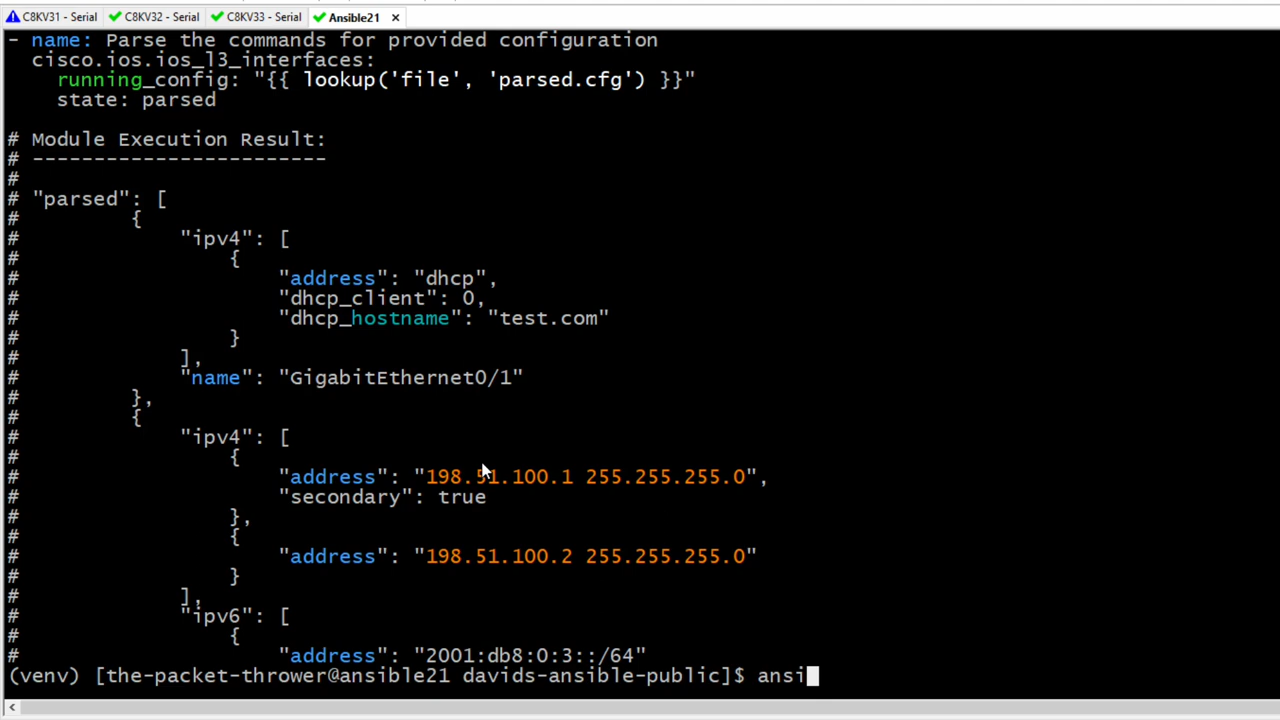 C8KV31 - Serial C8KV32 - Serial C8KV33 - Serial Ansible21 ×
- name: Parse the commands for provided configuration
cisco.ios.ios_l3_interfaces:
running_config: "{{ lookup('file', 'parsed.cfg') }}"
state: parsed
# Module Execution Result:
# ------------------------
#
# "parsed": [
# {
# "ipv4": [
# {
# "address": "dhcp",
# "dhcp_client": 0,
# "dhcp_hostname": "test.com"
# }
# ],
# "name": "GigabitEthernet0/1"
# },
# {
# "ipv4": [
# {
# "address": "198.51.100.1 255.255.255.0",
# "secondary": true
# },
# {
# "address": "198.51.100.2 255.255.255.0"
# }
# ],
# "ipv6": [
# {
# "address": "2001:db8:0:3::/64"
(venv) [the-packet-thrower@ansible21 davids-ansible-public]$ ansi